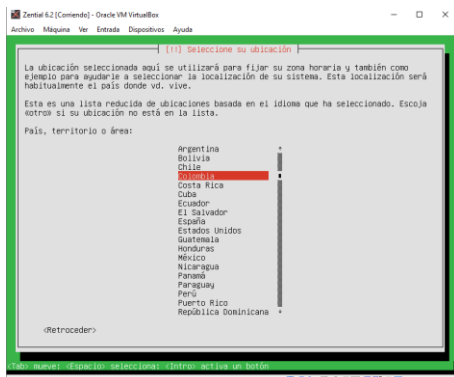 Zential 6.2 [Corriendo] - Oracle VM VirtualBox
Archivo Máquina Ver Entrada Dispositivos Ayuda
[!!] Seleccione su ubicación
La ubicación seleccionada aquí se utilizará para fijar su zona horaria y también como
ejemplo para ayudarle a seleccionar la localización de su sistema. Esta localización será
habitualmente el país donde vd. vive.
Esta es una lista reducida de ubicaciones basada en el idioma que ha seleccionado. Escoja
«otro» si su ubicación no está en la lista.
País, territorio o área:
Argentina
Bolivia
Chile
Colombia
Costa Rica
Cuba
Ecuador
El Salvador
España
Estados Unidos
Guatemala
Honduras
México
Nicaragua
Panamá
Paraguay
Perú
Puerto Rico
República Dominicana
<Retroceder>
<Tab> mueve; <Espacio> selecciona; <Intro> activa un botón